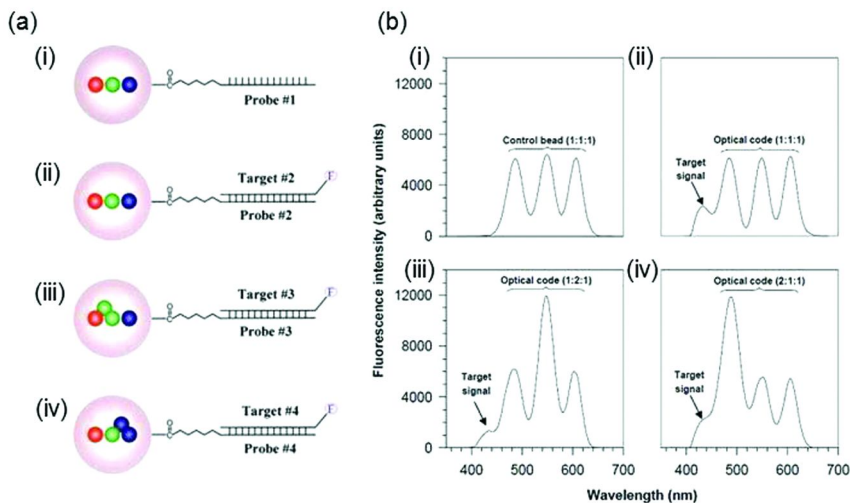 (a)
(i)
O
C
Probe #1
(ii)
Target #2
F
O
C
Probe #2
(iii)
Target #3
F
O
C
Probe #3
(iv)
Target #4
F
O
C
Probe #4
(b)
Fluorescence intensity (arbitrary units)
(i)
12000
8000
4000
0
Control bead (1:1:1)
(ii)
Optical code (1:1:1)
Target
signal
(iii)
12000
8000
4000
0
Optical code (1:2:1)
Target
signal
400 500 600 700
(iv)
Optical code (2:1:1)
Target
signal
400 500 600 700
Wavelength (nm)